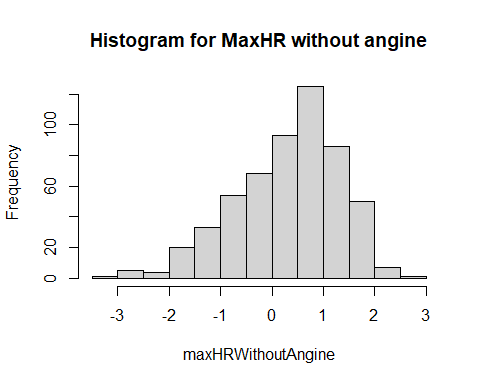 Histogram for MaxHR without angine
Frequency
0 20 60 100
-3 -2 -1 0 1 2 3
maxHRWithoutAngine